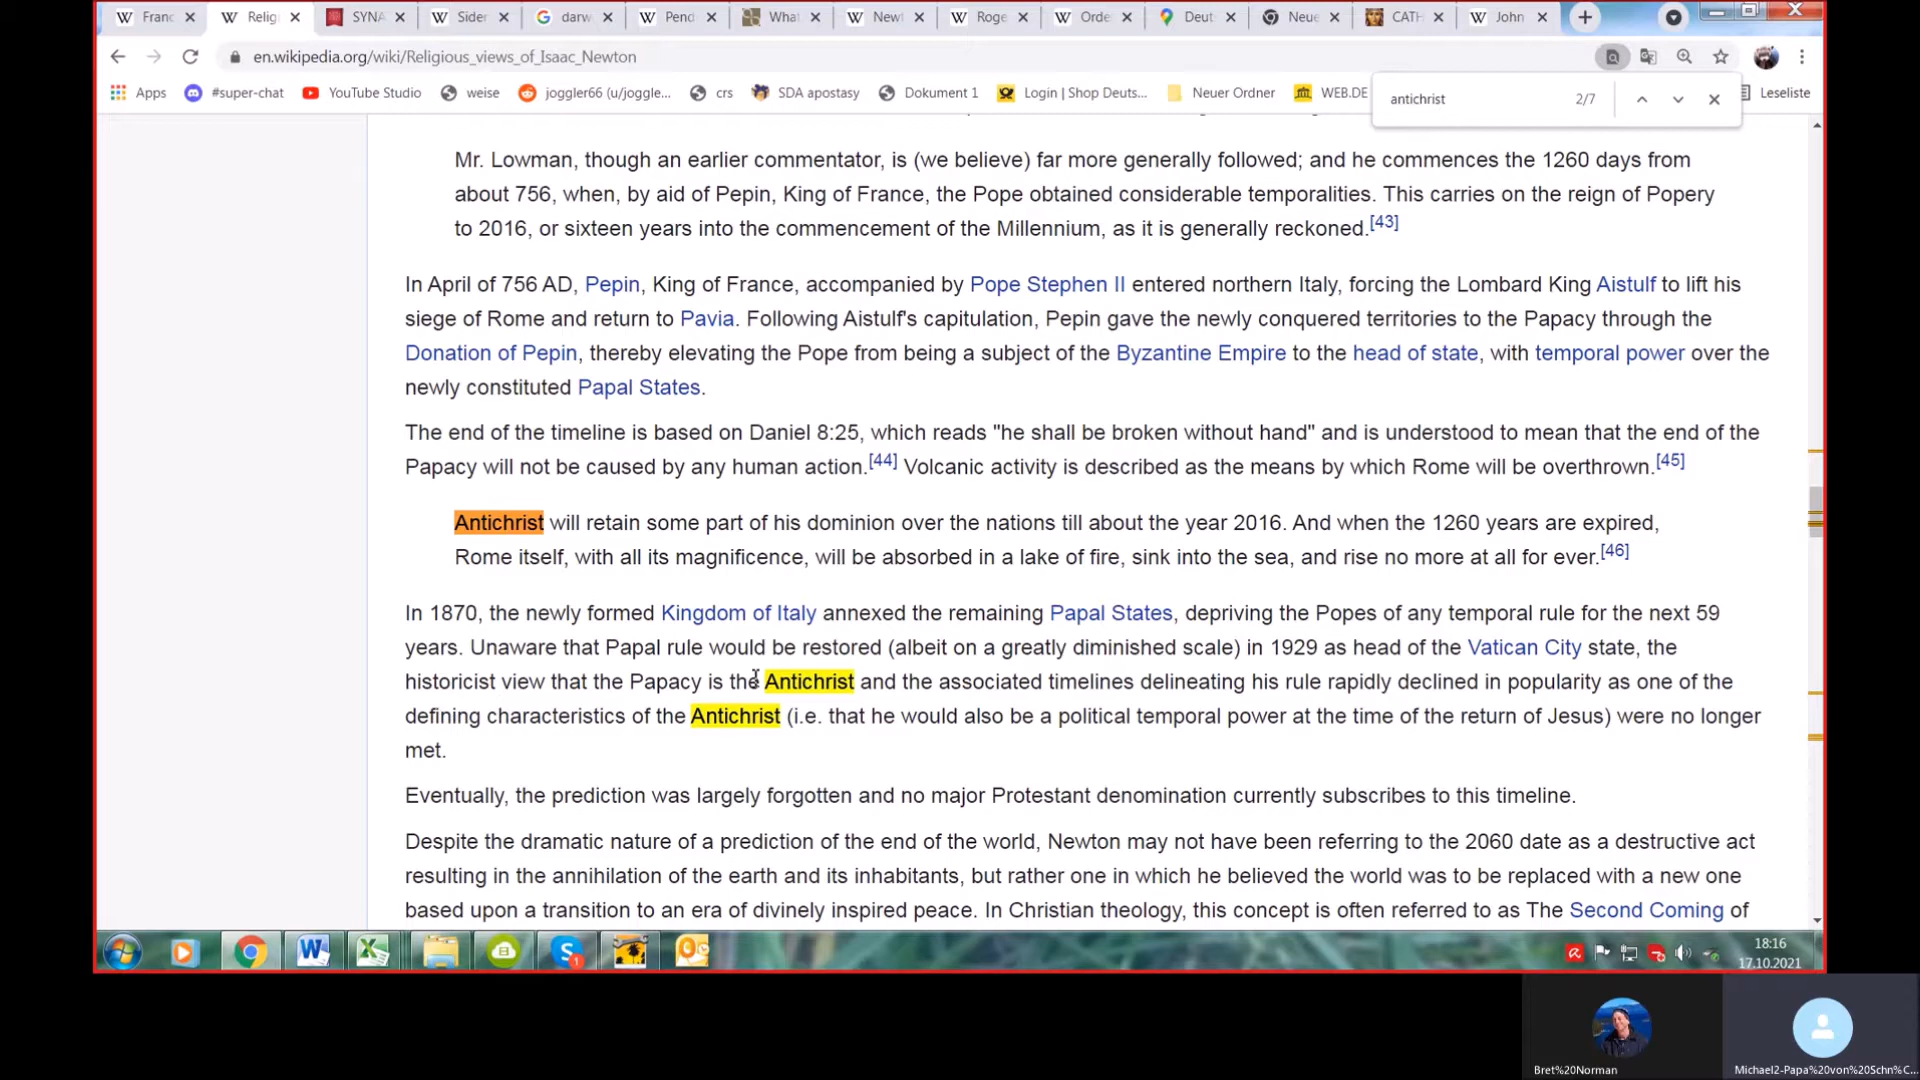 Franc
Relig
SYNA
Sider
darw
Pend
What
Newt
Roge
Orde
Deut
Neue
CATH
John
en.wikipedia.org/wiki/Religious_views_of_Isaac_Newton
Apps
#super-chat
YouTube Studio
weise
joggler66 (u/joggle...
crs
SDA apostasy
Dokument 1
Login | Shop Deuts...
Neuer Ordner
WEB.DE
Leseliste
antichrist 2/7
Mr. Lowman, though an earlier commentator, is (we believe) far more generally followed; and he commences the 1260 days from
about 756, when, by aid of Pepin, King of France, the Pope obtained considerable temporalities. This carries on the reign of Popery
to 2016, or sixteen years into the commencement of the Millennium, as it is generally reckoned.[43]
In April of 756 AD, Pepin, King of France, accompanied by Pope Stephen II entered northern Italy, forcing the Lombard King Aistulf to lift his
siege of Rome and return to Pavia. Following Aistulf's capitulation, Pepin gave the newly conquered territories to the Papacy through the
Donation of Pepin, thereby elevating the Pope from being a subject of the Byzantine Empire to the head of state, with temporal power over the
newly constituted Papal States.
The end of the timeline is based on Daniel 8:25, which reads "he shall be broken without hand" and is understood to mean that the end of the
Papacy will not be caused by any human action.[44] Volcanic activity is described as the means by which Rome will be overthrown.[45]
Antichrist will retain some part of his dominion over the nations till about the year 2016. And when the 1260 years are expired,
Rome itself, with all its magnificence, will be absorbed in a lake of fire, sink into the sea, and rise no more at all for ever.[46]
In 1870, the newly formed Kingdom of Italy annexed the remaining Papal States, depriving the Popes of any temporal rule for the next 59
years. Unaware that Papal rule would be restored (albeit on a greatly diminished scale) in 1929 as head of the Vatican City state, the
historicist view that the Papacy is the Antichrist and the associated timelines delineating his rule rapidly declined in popularity as one of the
defining characteristics of the Antichrist (i.e. that he would also be a political temporal power at the time of the return of Jesus) were no longer
met.
Eventually, the prediction was largely forgotten and no major Protestant denomination currently subscribes to this timeline.
Despite the dramatic nature of a prediction of the end of the world, Newton may not have been referring to the 2060 date as a destructive act
resulting in the annihilation of the earth and its inhabitants, but rather one in which he believed the world was to be replaced with a new one
based upon a transition to an era of divinely inspired peace. In Christian theology, this concept is often referred to as The Second Coming of
18:16
17.10.2021
Bret%20Norman
Michael2-Papa%20von%20Schn%C...